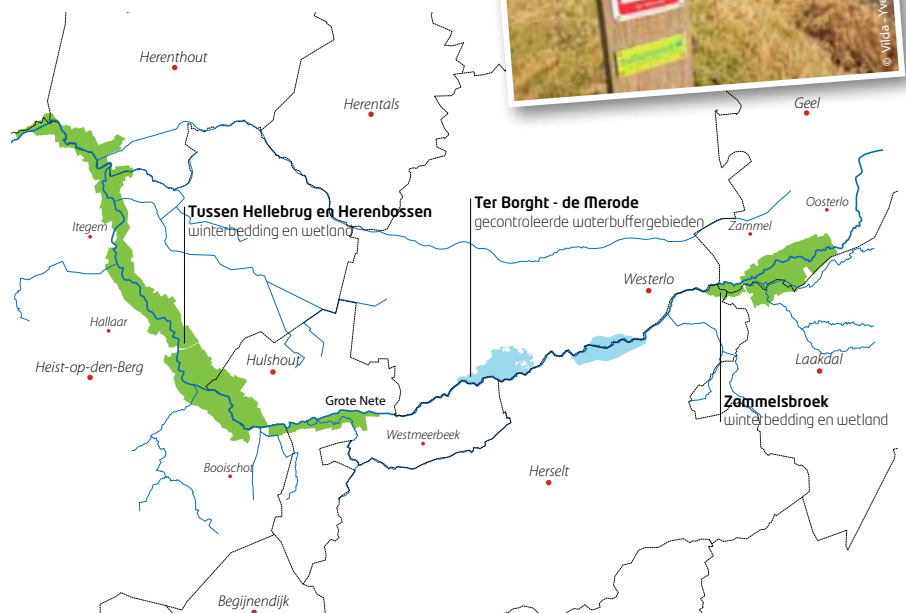 © Vilda - Yve
Herenthout
Herentals
Geel
Tussen Hellebrug en Herenbossen
winterbedding en wetland
Ter Borght - de Merode
gecontroleerde waterbuffergebieden
Oosterlo
Zammel
Itegem
Westerlo
Hallaar
Heist-op-den-Berg
Hulshout
Laakdal
Grote Nete
Zammelsbroek
winterbedding en wetland
Westmeerbeek
Booischot
Herselt
Begijnendijk